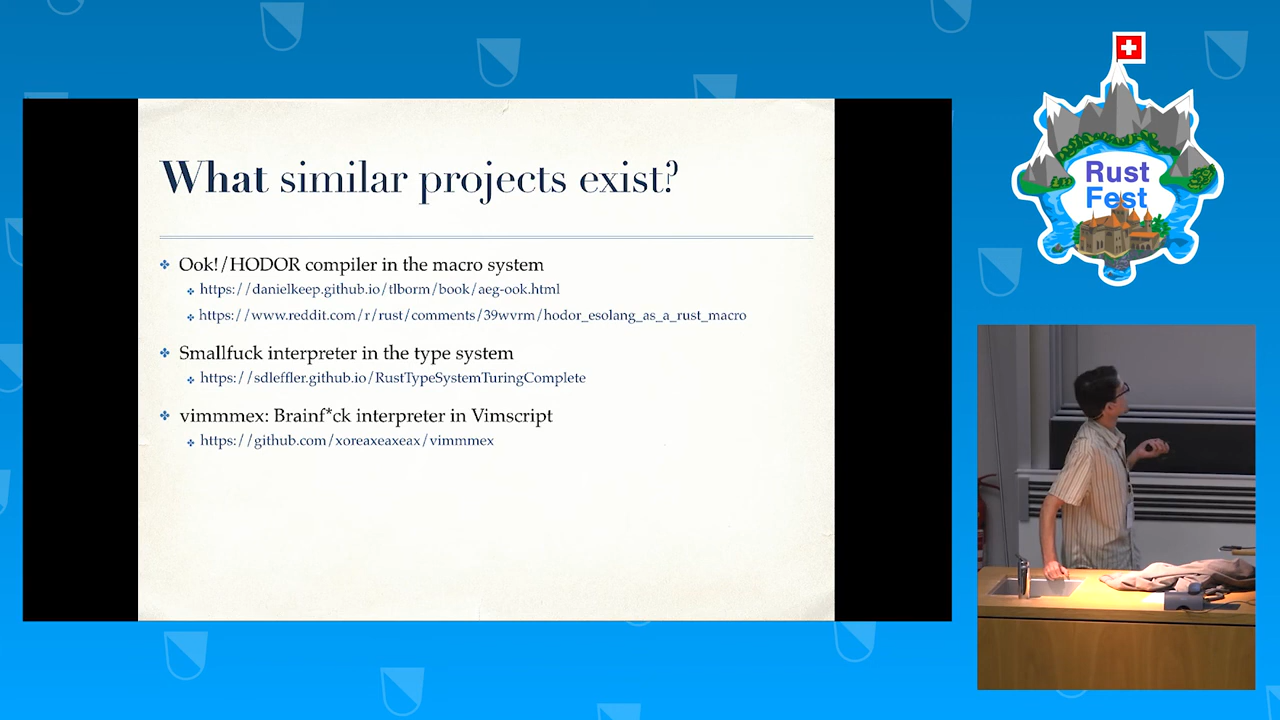 What similar projects exist?
Ook!/HODOR compiler in the macro system
https://danielkeep.github.io/tlborm/book/aeg-ook.html
https://www.reddit.com/r/rust/comments/39wvrm/hodor_esolang_as_a_rust_macro
Smallfuck interpreter in the type system
https://sdleffler.github.io/RustTypeSystemTuringComplete
vimmmex: Brainf*ck interpreter in Vimscript
https://github.com/xoreaxeaxeax/vimmmex
Rust
Fest